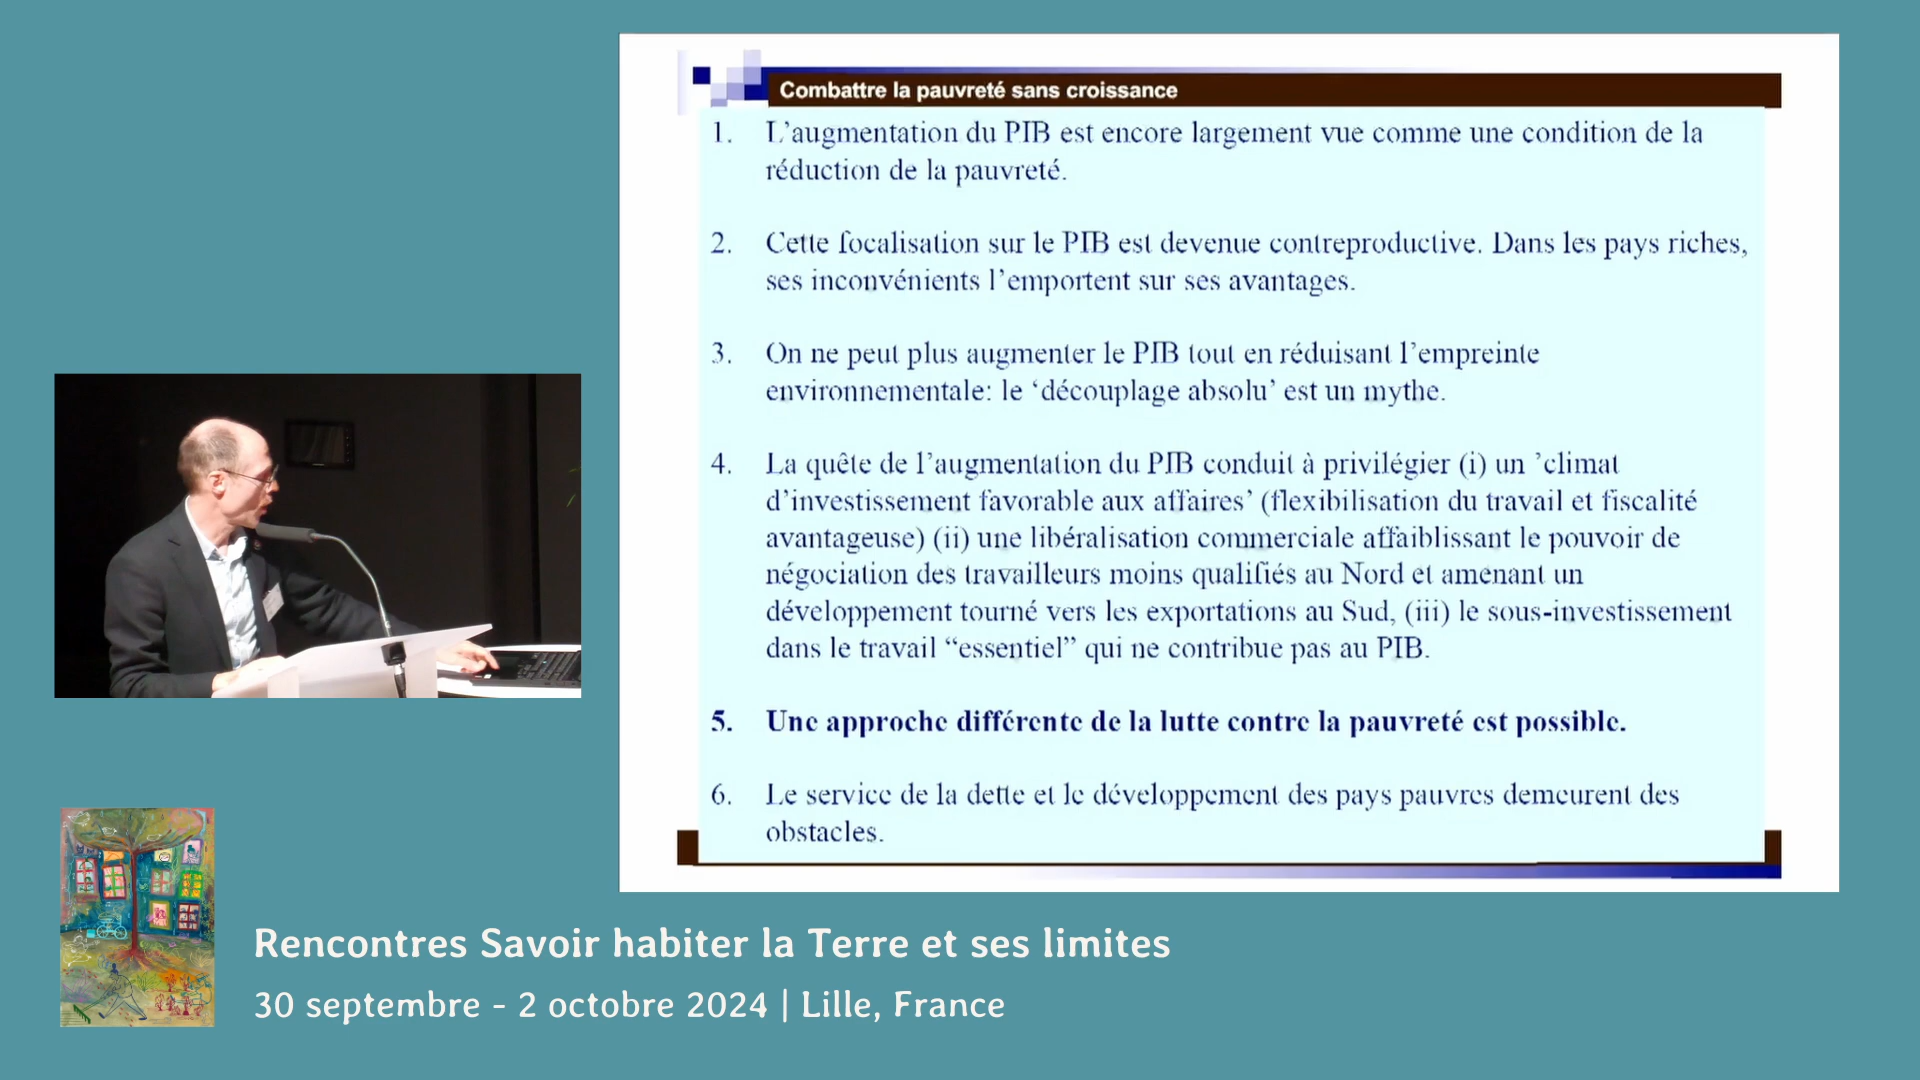 Combattre la pauvreté sans croissance
1. L’augmentation du PIB est encore largement vue comme une condition de la
réduction de la pauvreté.
2. Cette focalisation sur le PIB est devenue contreproductive. Dans les pays riches,
ses inconvénients l’emportent sur ses avantages.
3. On ne peut plus augmenter le PIB tout en réduisant l’empreinte
environnementale: le ‘découplage absolu’ est un mythe.
4. La quête de l’augmentation du PIB conduit à privilégier (i) un ’climat
d’investissement favorable aux affaires’ (flexibilisation du travail et fiscalité
avantageuse) (ii) une libéralisation commerciale affaiblissant le pouvoir de
négociation des travailleurs moins qualifiés au Nord et amenant un
développement tourné vers les exportations au Sud, (iii) le sous-investissement
dans le travail “essentiel” qui ne contribue pas au PIB.
5. Une approche différente de la lutte contre la pauvreté est possible.
6. Le service de la dette et le développement des pays pauvres demeurent des
obstacles.
Rencontres Savoir habiter la Terre et ses limites
30 septembre - 2 octobre 2024 | Lille, France